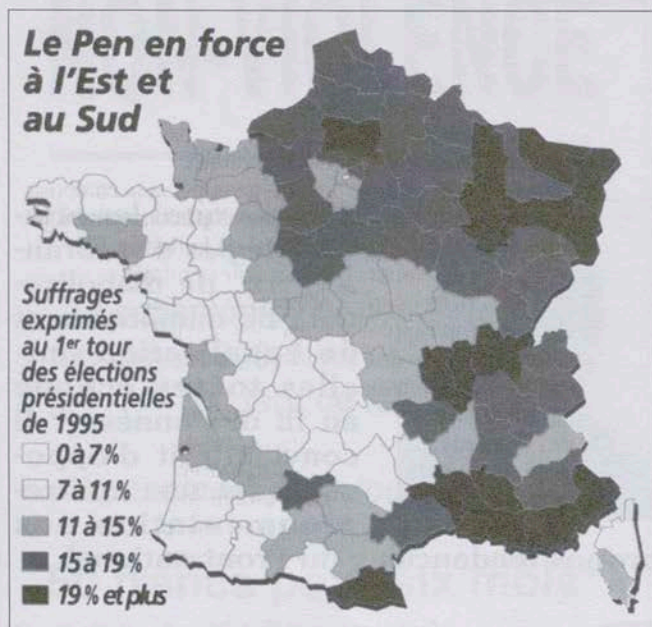 Le Pen en force
à l'Est et
au Sud
Suffrages
exprimés
au 1er tour
des élections
présidentielles
de 1995
0 à 7 %
7 à 11 %
11 à 15 %
15 à 19 %
19 % et plus